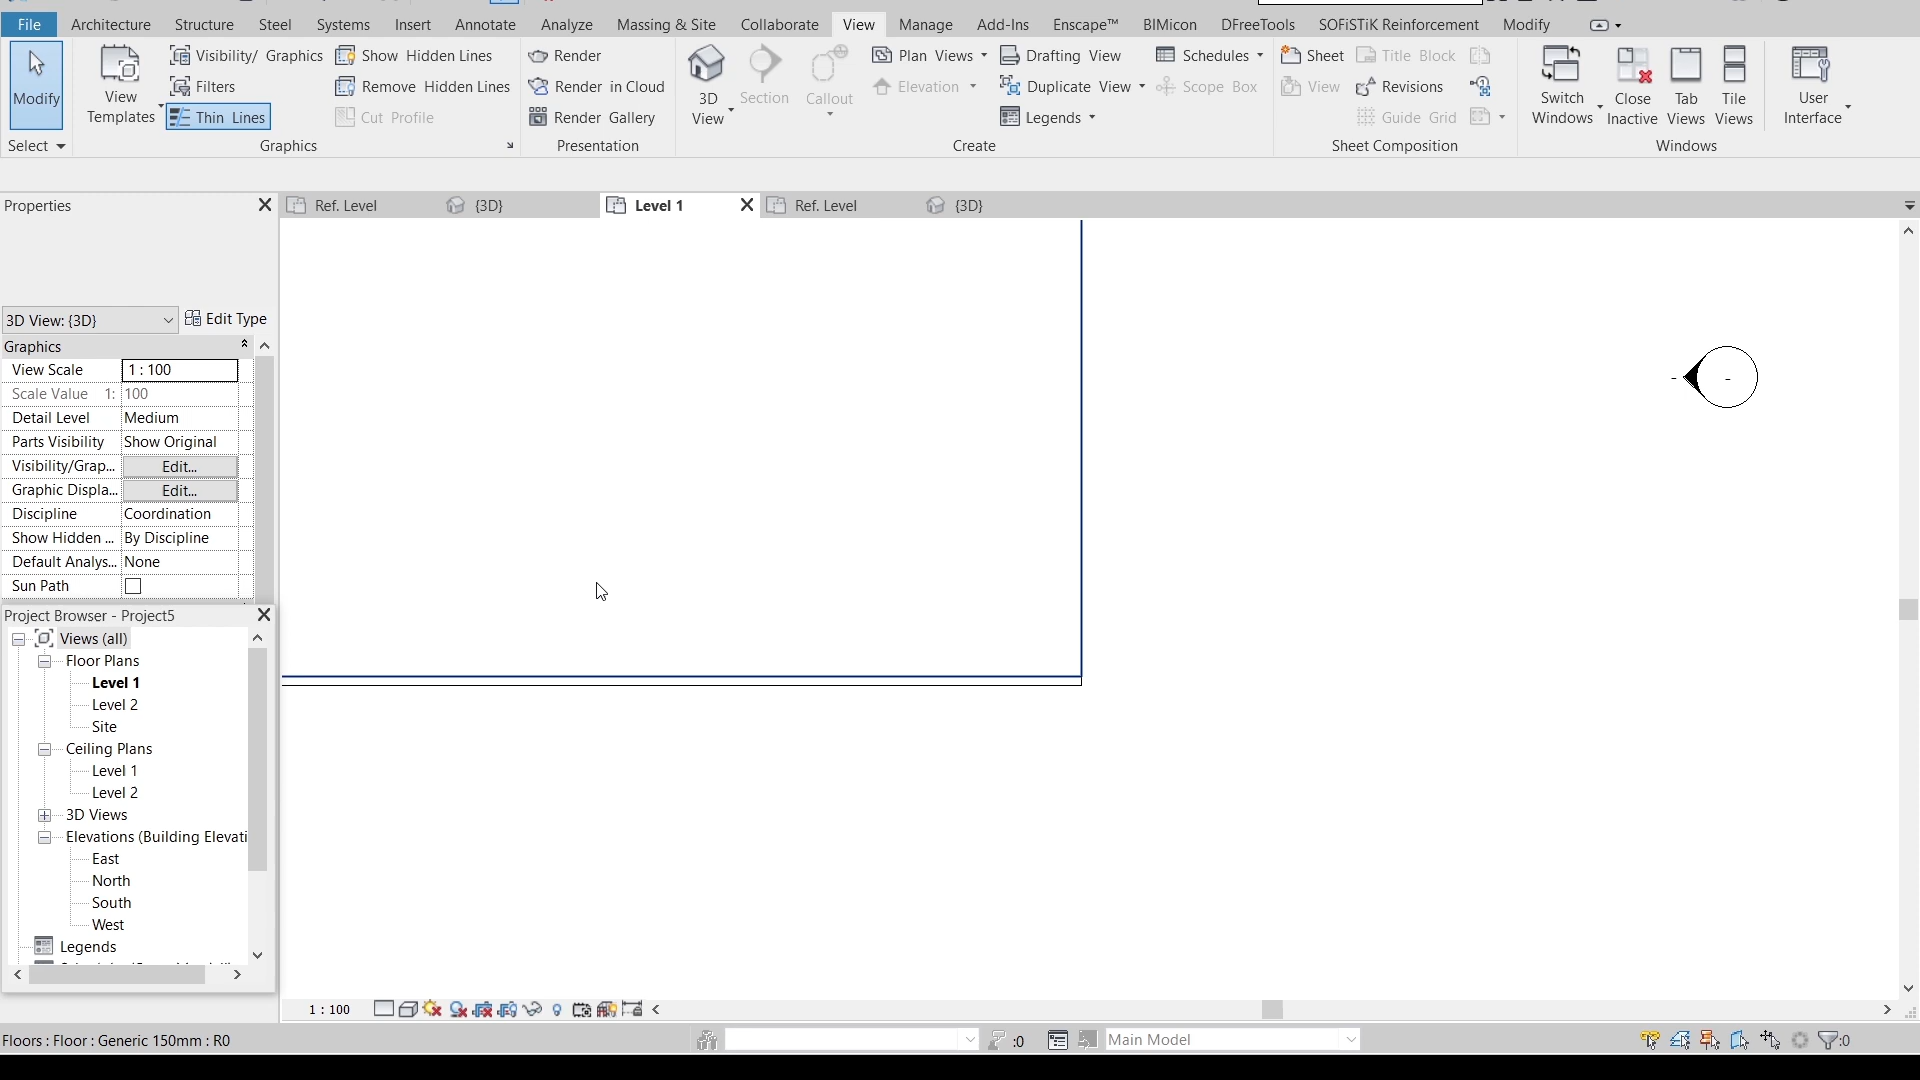 File Architecture Structure Steel Systems Insert Annotate Analyze Massing & Site Collaborate View Manage Add-Ins Enscape™ BIMicon DFreeTools SOFiSTiK Reinforcement Modify
Modify
Select
View
Templates
Visibility/ Graphics
Filters
Thin Lines
Show Hidden Lines
Remove Hidden Lines
Cut Profile
Graphics
Render
Render in Cloud
Render Gallery
Presentation
3D
View
Section
Callout
Plan Views
Elevation
Drafting View
Duplicate View
Legends
Schedules
Scope Box
Create
Sheet
View
Title Block
Revisions
Guide Grid
Sheet Composition
Switch
Windows
Close
Inactive
Tab
Views
Tile
Views
User
Interface
Windows
Properties
Ref. Level {3D} Level 1 Ref. Level {3D}
3D View: {3D} Edit Type
Graphics
View Scale 1 : 100
Scale Value 1: 100
Detail Level Medium
Parts Visibility Show Original
Visibility/Grap... Edit...
Graphic Displa... Edit...
Discipline Coordination
Show Hidden ... By Discipline
Default Analys... None
Sun Path
Project Browser - Project5
Views (all)
Floor Plans
Level 1
Level 2
Site
Ceiling Plans
Level 1
Level 2
3D Views
Elevations (Building Elevati
East
North
South
West
Legends
- -
1 : 100
Floors : Floor : Generic 150mm : R0
:0
Main Model
:0